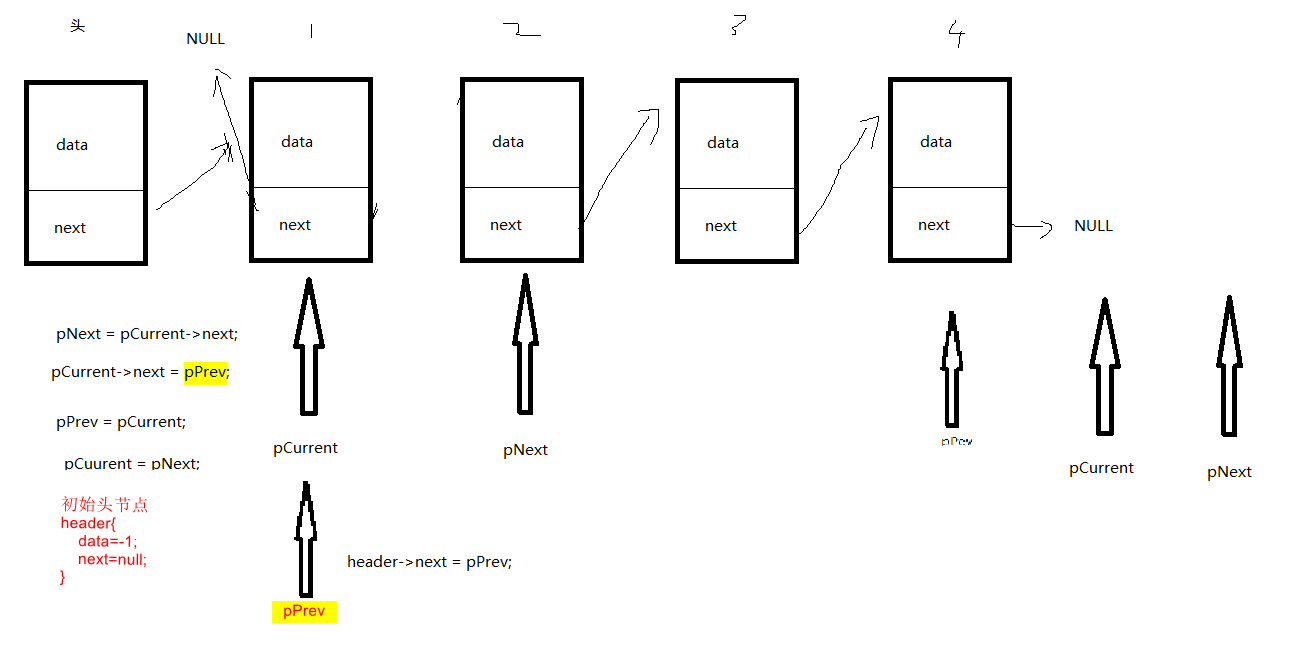 头
NULL
1
2
3
4
data
data
data
data
data
next
next
next
next
next
NULL
pNext = pCurrent->next;
pCurrent->next = pPrev;
pPrev = pCurrent;
pCuurent = pNext;
初始头节点
header{
data=-1;
next=null;
}
pCurrent
pNext
pPev
pCurrent
pNext
header->next = pPrev;
pPrev